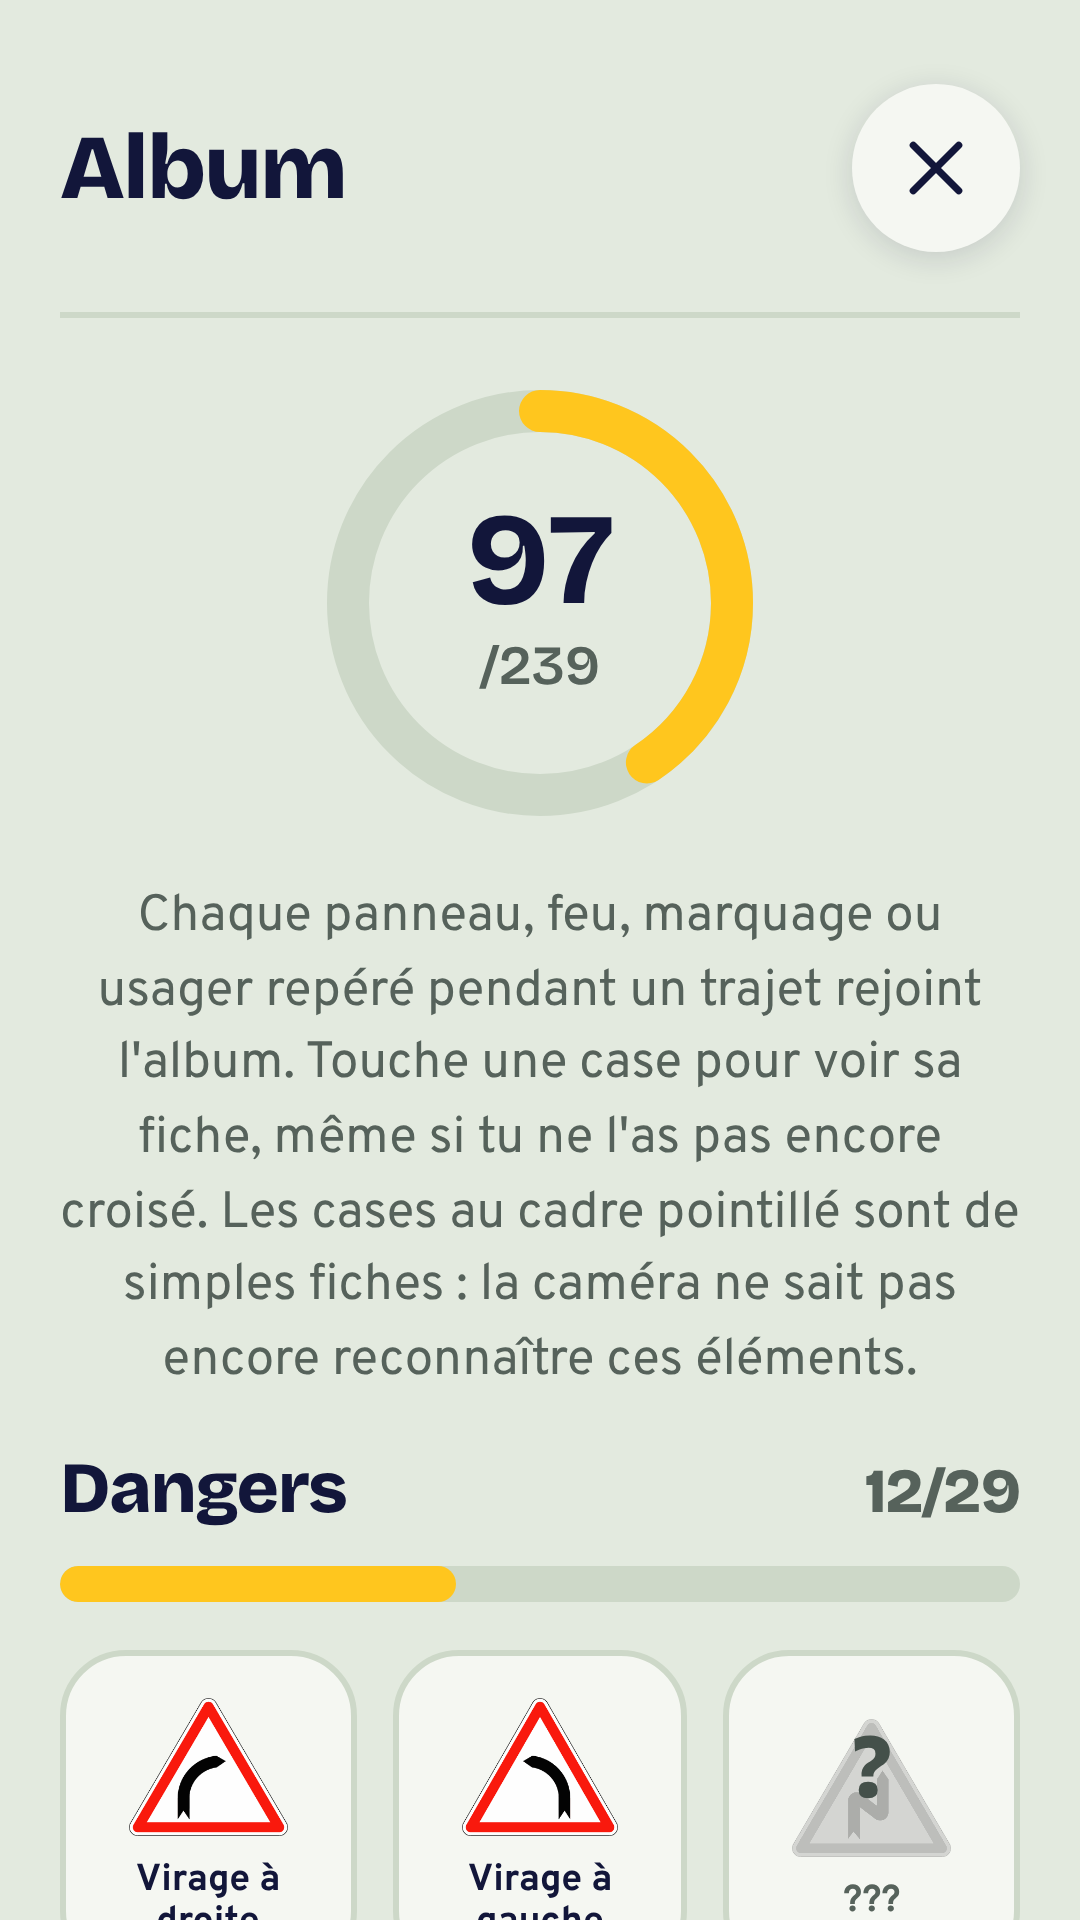 Album
97
/239
Chaque panneau, feu, marquage ou
usager repéré pendant un trajet rejoint
l'album. Touche une case pour voir sa
fiche, même si tu ne l'as pas encore
croisé. Les cases au cadre pointillé sont de
simples fiches : la caméra ne sait pas
encore reconnaître ces éléments.
Dangers 12/29
?
Virage à
droite
Virage à
gauche
???